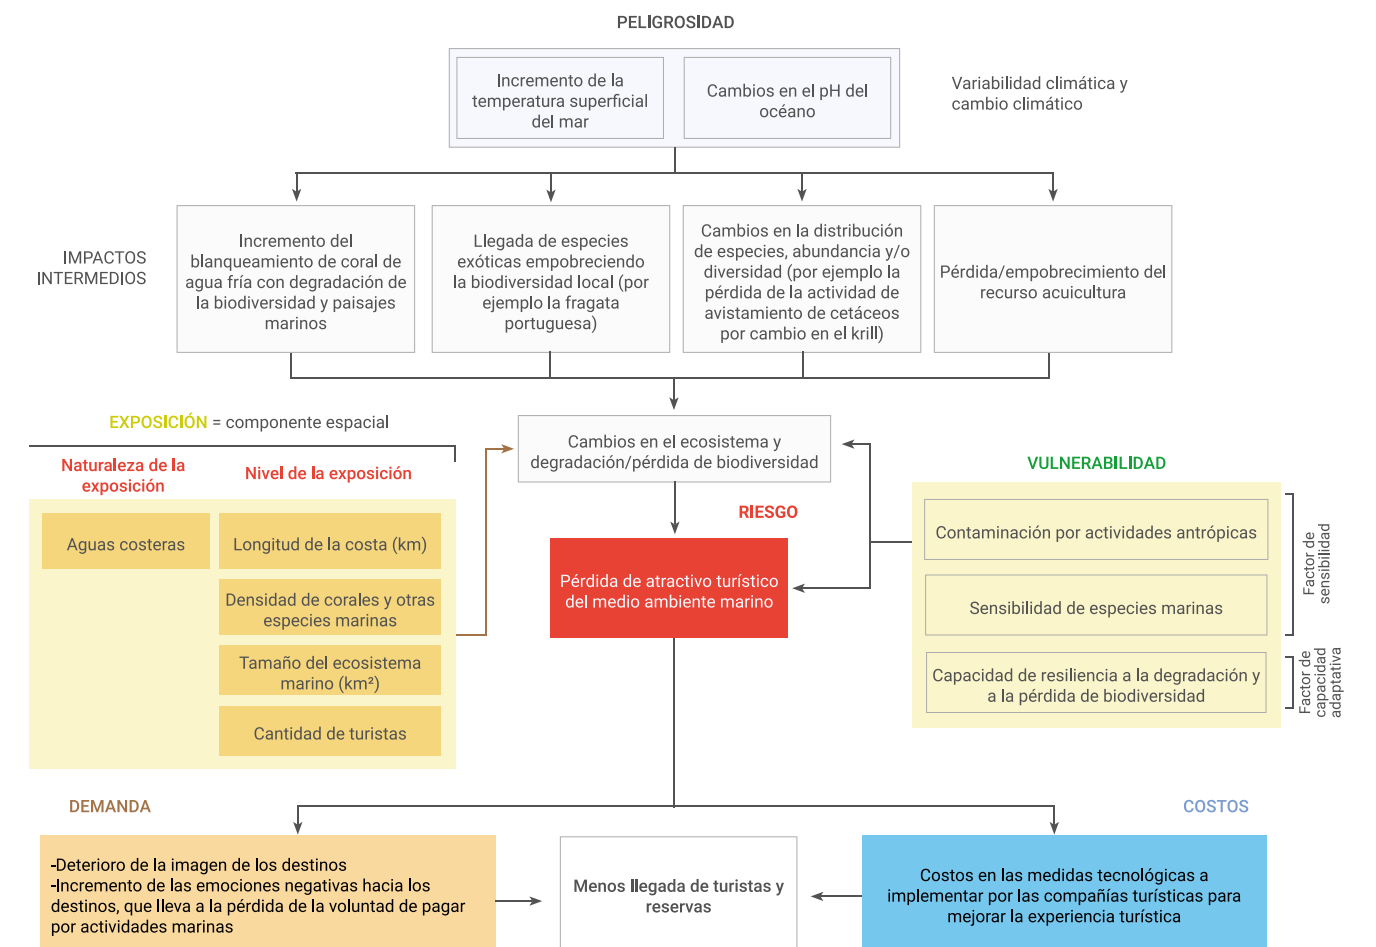 PELIGROSIDAD
Incremento de la
temperatura superficial
del mar
Cambios en el pH del
océano
Variabilidad climática y
cambio climático
IMPACTOS
INTERMEDIOS
Incremento del
blanqueamiento de coral de
agua fría con degradación de
la biodiversidad y paisajes
marinos
Llegada de especies
exóticas empobreciendo
la biodiversidad local (por
ejemplo la fragata
portuguesa)
Cambios en la distribución
de especies, abundancia y/o
diversidad (por ejemplo la
pérdida de la actividad de
avistamiento de cetáceos
por cambio en el krill)
Pérdida/empobrecimiento del
recurso acuicultura
EXPOSICIÓN = componente espacial
Naturaleza de la
exposición
Nivel de la exposición
Aguas costeras
Longitud de la costa (km)
Densidad de corales y otras
especies marinas
Tamaño del ecosistema
marino (km²)
Cantidad de turistas
Cambios en el ecosistema y
degradación/pérdida de biodiversidad
RIESGO
Pérdida de atractivo turístico
del medio ambiente marino
VULNERABILIDAD
Contaminación por actividades antrópicas
Sensibilidad de especies marinas
Capacidad de resiliencia a la degradación y
a la pérdida de biodiversidad
Factor de
sensibilidad
Factor de
capacidad
adaptativa
DEMANDA
-Deterioro de la imagen de los destinos
-Incremento de las emociones negativas hacia los
destinos, que lleva a la pérdida de la voluntad de pagar
por actividades marinas
Menos llegada de turistas y
reservas
COSTOS
Costos en las medidas tecnológicas a
implementar por las compañías turísticas para
mejorar la experiencia turística